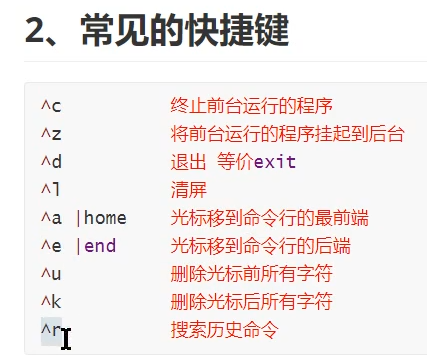 2、常见的快捷键
^c 终止前台运行的程序
^z 将前台运行的程序挂起到后台
^d 退出 等价exit
^l 清屏
^a |home 光标移到命令行的最前端
^e |end 光标移到命令行的后端
^u 删除光标前所有字符
^k 删除光标后所有字符
^r 搜索历史命令